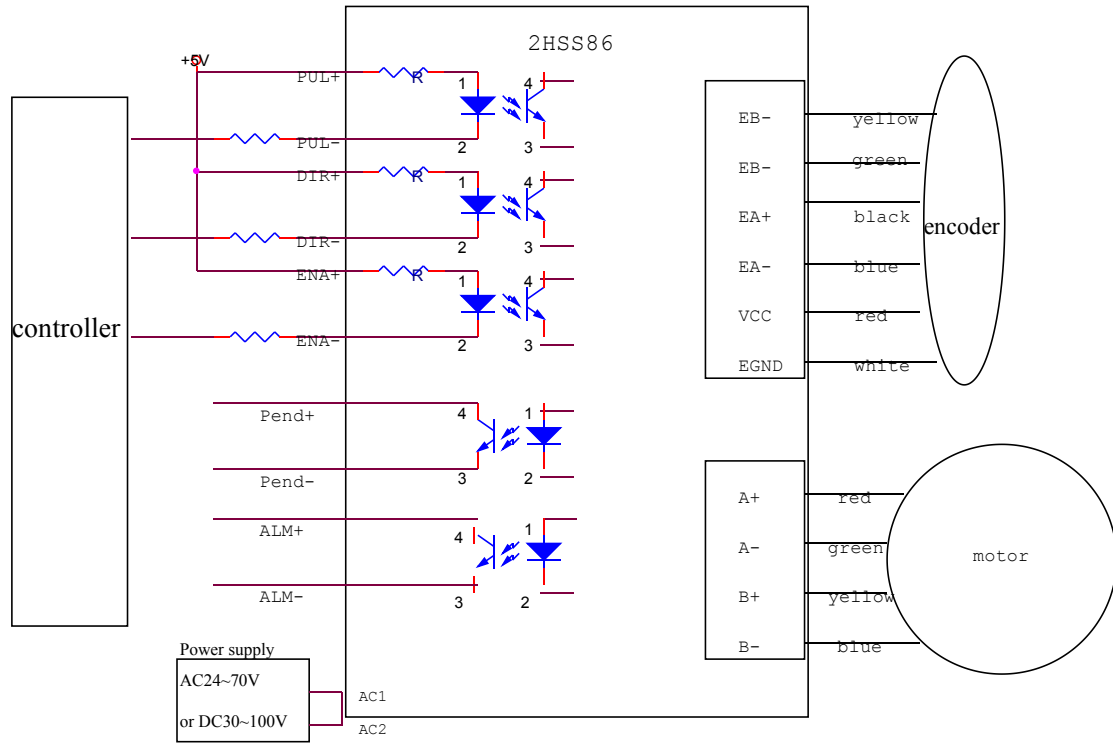 2HSS86
+5V
PUL+
R
1
4
PUL-
2
3
DIR+
R
1
4
DIR-
2
3
ENA+
R
1
4
ENA-
2
3
controller
Pend+
4
1
Pend-
3
2
ALM+
4
1
ALM-
3
2
Power supply
AC24~70V
or DC30~100V
AC1
AC2
EB-
yellow
EB-
green
EA+
black
EA-
blue
VCC
red
EGND
white
encoder
A+
red
A-
green
B+
yellow
B-
blue
motor